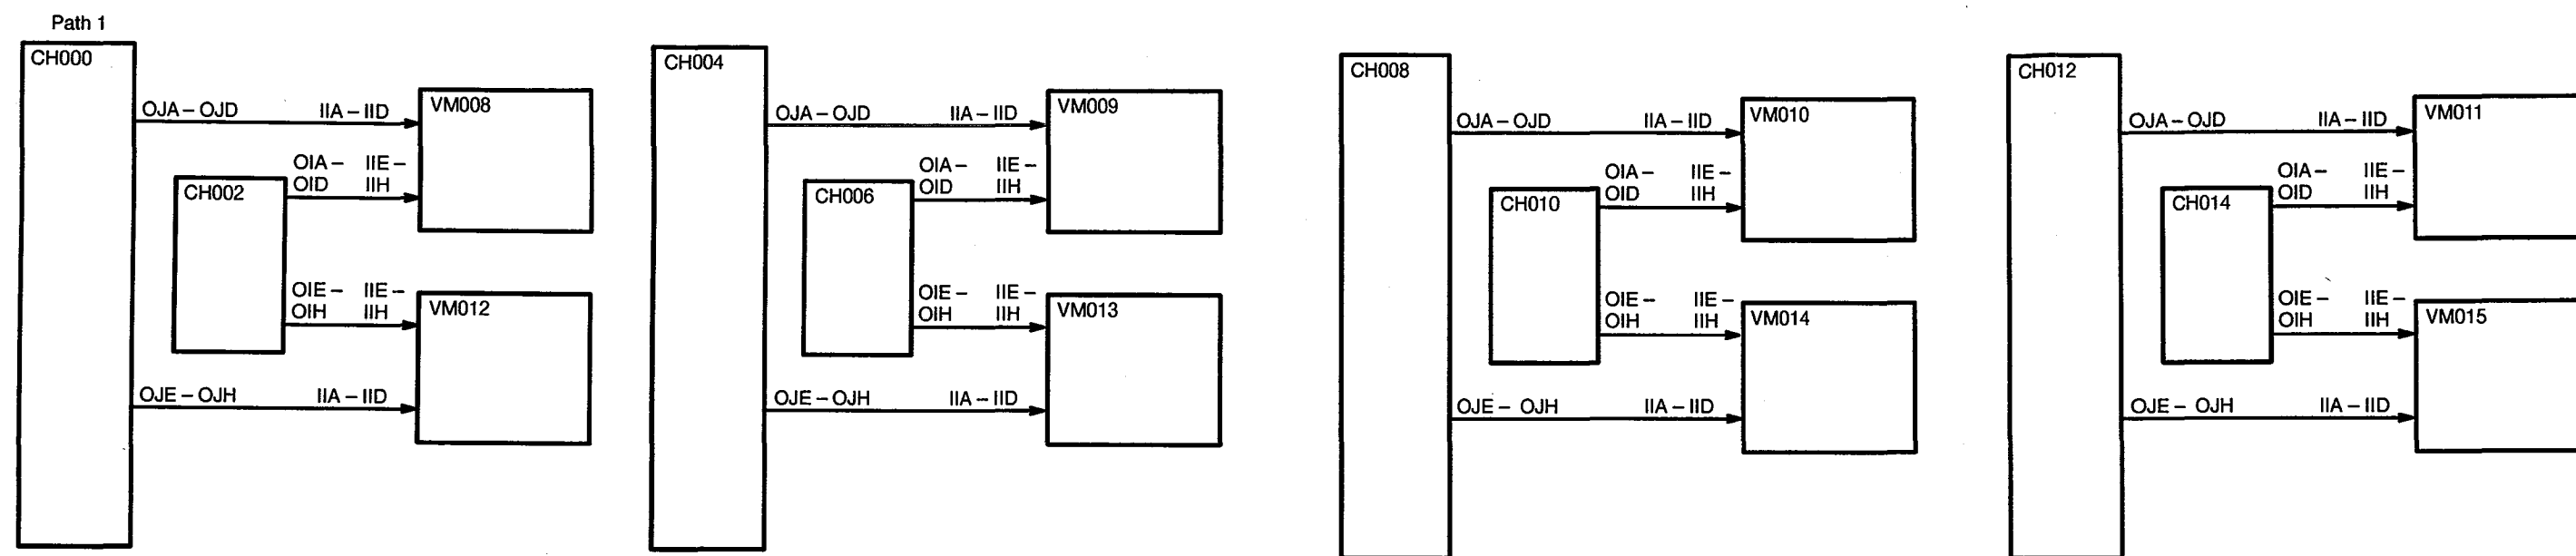 Path 1
CH000
OJA – OJD IIA – IID
VM008
OIA – IIE –
OID IIH
CH002
OIE – IIE –
OIH IIH
VM012
OJE – OJH IIA – IID
CH004
OJA – OJD IIA – IID
VM009
OIA – IIE –
OID IIH
CH006
OIE – IIE –
OIH IIH
VM013
OJE – OJH IIA – IID
CH008
OJA – OJD IIA – IID
VM010
OIA – IIE –
OID IIH
CH010
OIE – IIE –
OIH IIH
VM014
OJE – OJH IIA – IID
CH012
OJA – OJD IIA – IID
VM011
OIA – IIE –
OID IIH
CH014
OIE – IIE –
OIH IIH
VM015
OJE – OJH IIA – IID